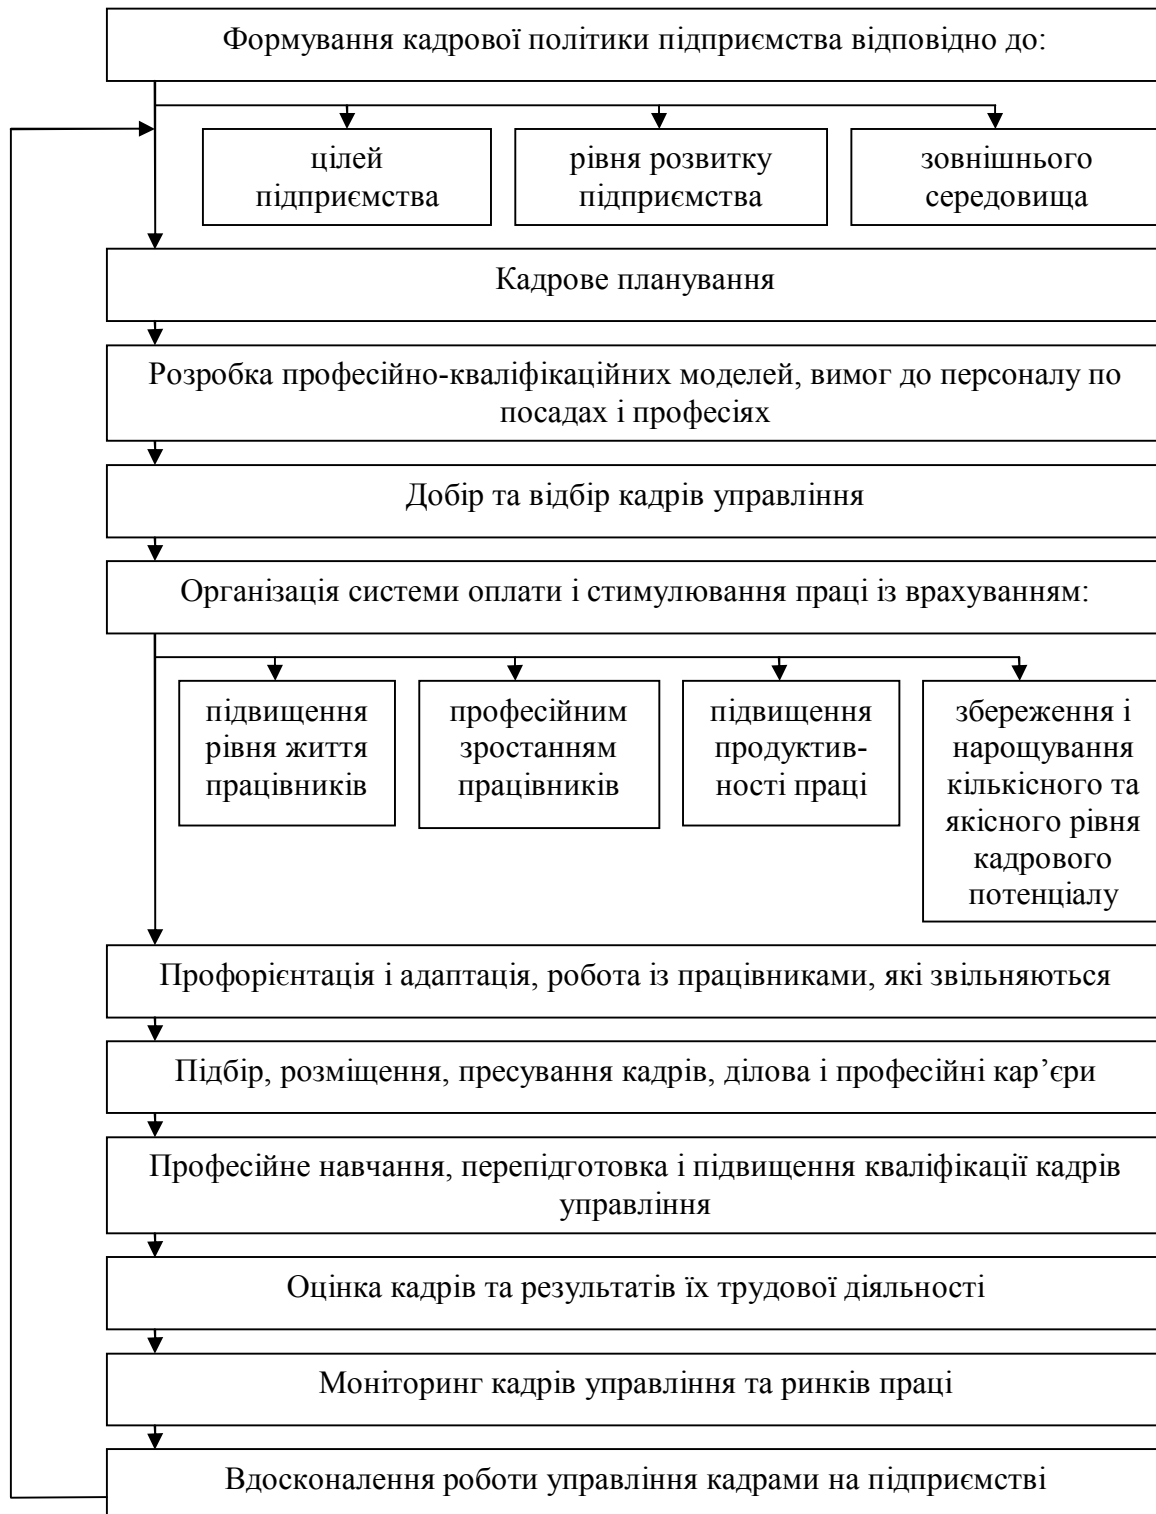 Формування кадрової політики підприємства відповідно до:
цілей
підприємства
рівня розвитку
підприємства
зовнішнього
середовища
Кадрове планування
Розробка професійно-кваліфікаційних моделей, вимог до персоналу по
посадах і професіях
Добір та відбір кадрів управління
Організація системи оплати і стимулювання праці із врахуванням:
підвищення
рівня життя
працівників
професійним
зростанням
працівників
підвищення
продуктив-
ності праці
збереження і
нарощування
кількісного та
якісного рівня
кадрового
потенціалу
Профорієнтація і адаптація, робота із працівниками, які звільняються
Підбір, розміщення, пресування кадрів, ділова і професійні кар’єри
Професійне навчання, перепідготовка і підвищення кваліфікації кадрів
управління
Оцінка кадрів та результатів їх трудової діяльності
Моніторинг кадрів управління та ринків праці
Вдосконалення роботи управління кадрами на підприємстві